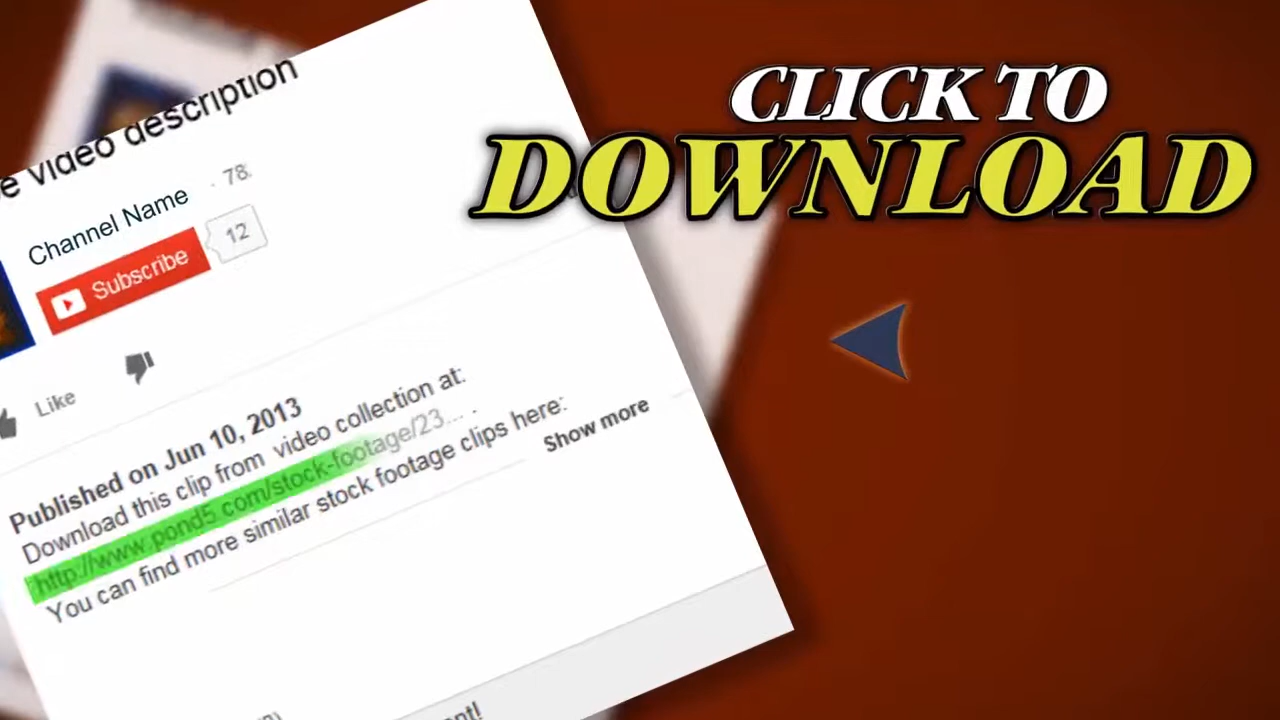 CLICK TO
DOWNLOAD
e video description
Channel Name
78
Subscribe
12
Like
Published on Jun 10, 2013
Download this clip from video collection at:
http://www.pond5.com/stock-footage/23... .
You can find more similar stock footage clips here:
Show more